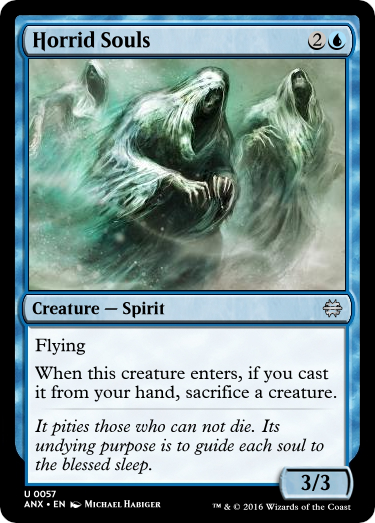 Horrid Souls 2
Creature — Spirit
Flying
When this creature enters, if you cast
it from your hand, sacrifice a creature.
It pities those who can not die. Its
undying purpose is to guide each soul to
the blessed sleep.
3/3
U 0057
ANX • EN Michael Habiger
™ & © 2016 Wizards of the Coast